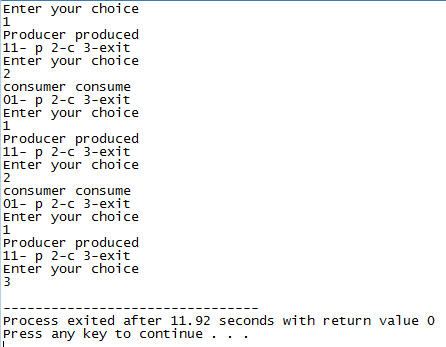 Enter your choice
1
Producer produced
11- p 2-c 3-exit
Enter your choice
2
consumer consume
01- p 2-c 3-exit
Enter your choice
1
Producer produced
11- p 2-c 3-exit
Enter your choice
2
consumer consume
01- p 2-c 3-exit
Enter your choice
1
Producer produced
11- p 2-c 3-exit
Enter your choice
3
--------------------------------
Process exited after 11.92 seconds with return value 0
Press any key to continue . . .